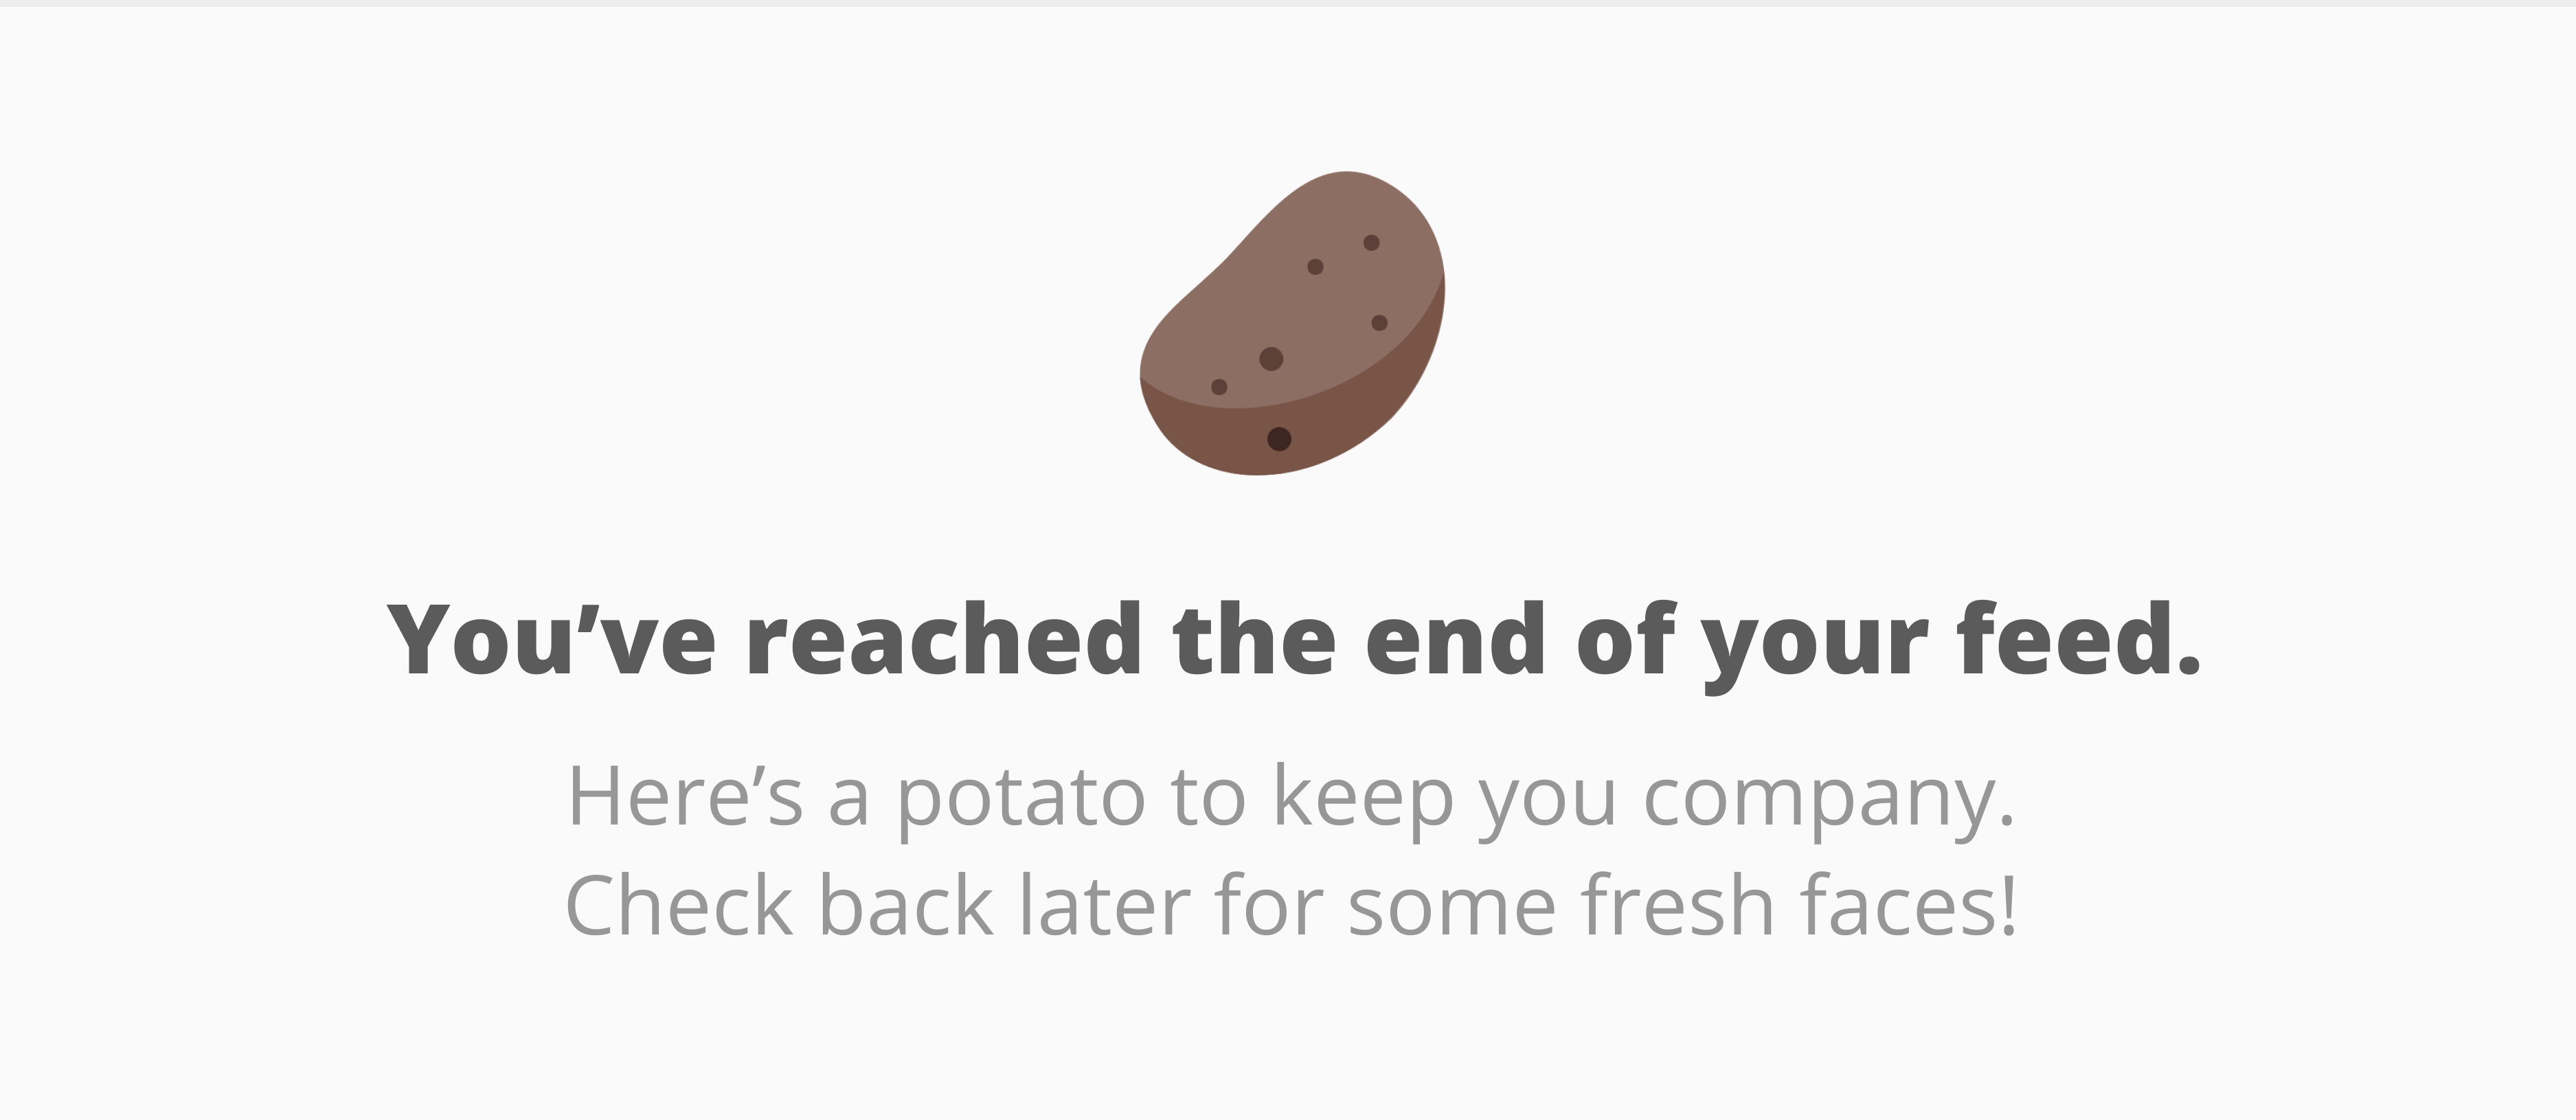 You’ve reached the end of your feed.
Here’s a potato to keep you company.
Check back later for some fresh faces!